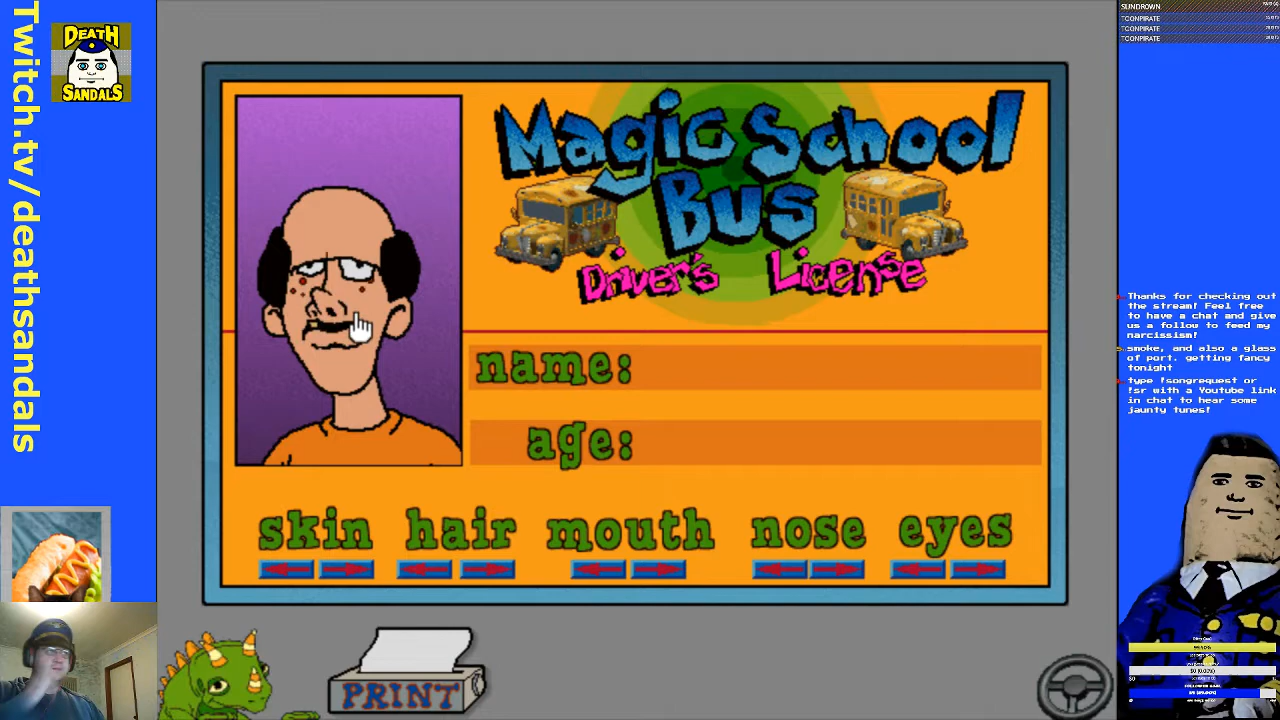 Twitch.tv/deathsandals
DEATH
SANDALS
Magic School
Bus
Driver's License
name:
age:
skin hair mouth nose eyes
PRINT
SUNDROWN
TCONPIRATE
TCONPIRATE
TCONPIRATE
Thanks for checking out
the stream! Feel free
to have a chat and give
us a follow to feed my
narcissism!
smoke, and also a glass
of port. getting fancy
tonight
type !songrequest or
!sr with a Youtube link
in chat to hear some
jaunty tunes!